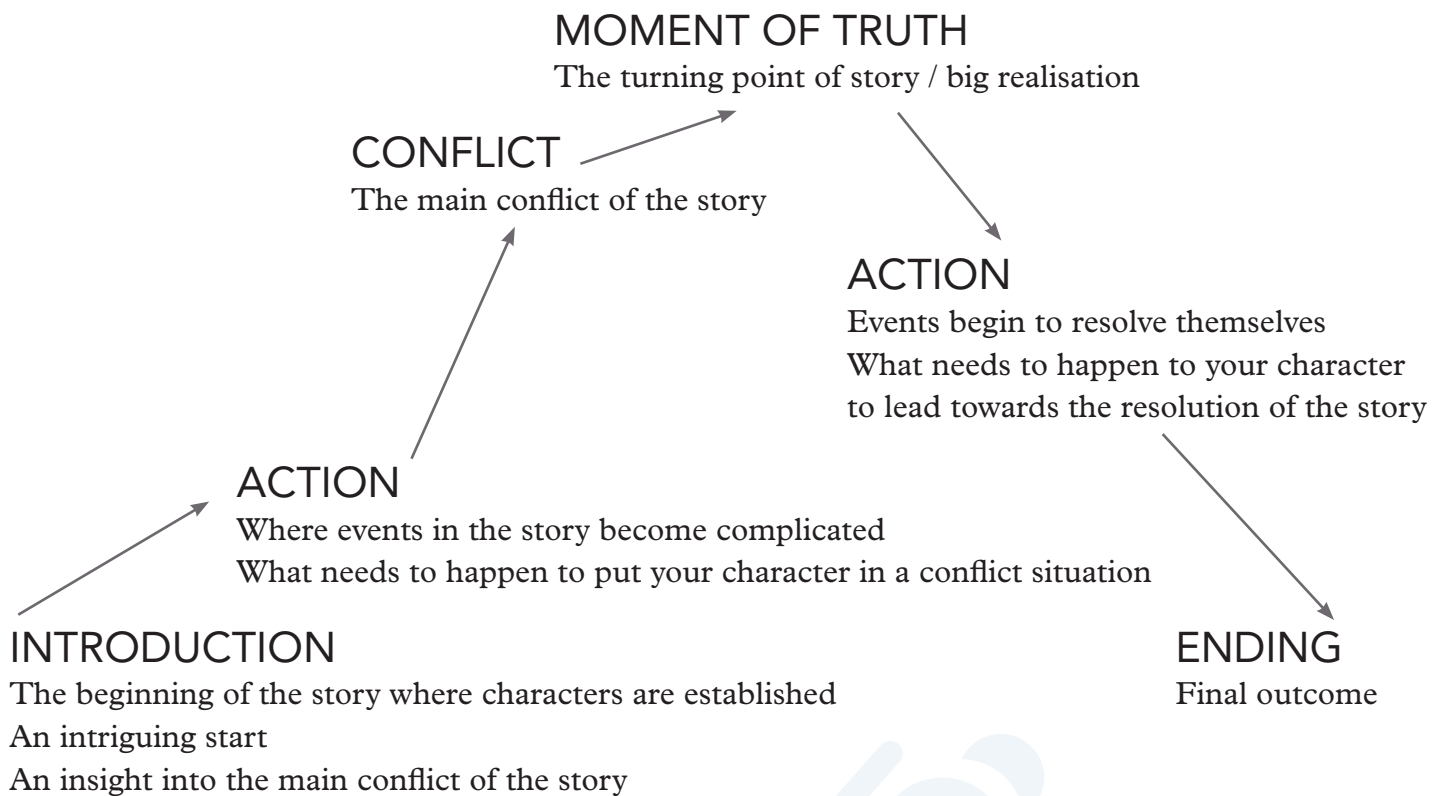 MOMENT OF TRUTH
The turning point of story / big realisation
CONFLICT
The main conflict of the story
ACTION
Events begin to resolve themselves
What needs to happen to your character
to lead towards the resolution of the story
ACTION
Where events in the story become complicated
What needs to happen to put your character in a conflict situation
INTRODUCTION
The beginning of the story where characters are established
An intriguing start
An insight into the main conflict of the story
ENDING
Final outcome